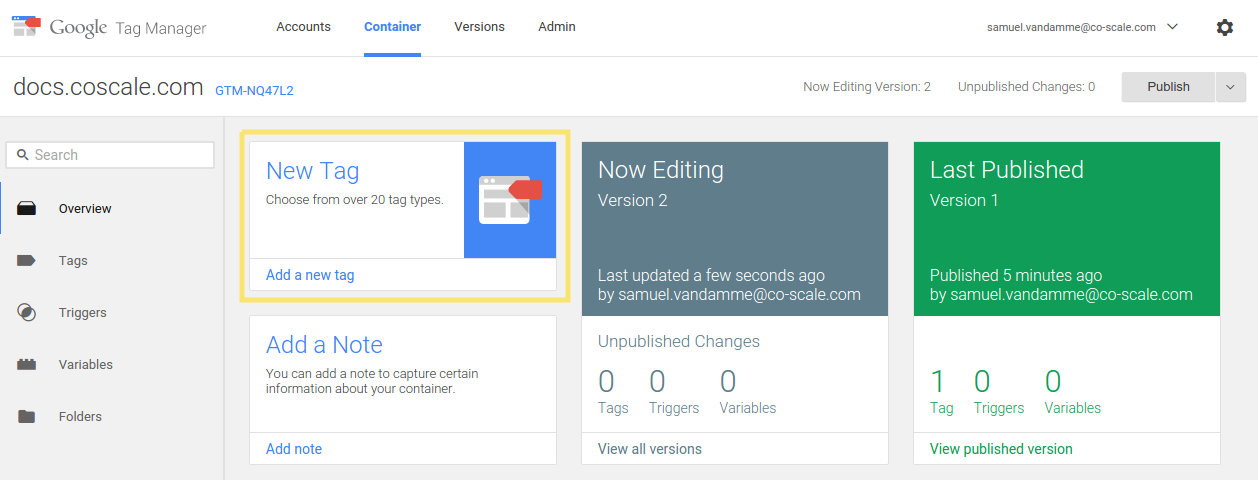 Google Tag Manager
Accounts
Container
Versions
Admin
samuel.vandamme@co-scale.com
docs.coscale.com GTM-NQ47L2
Now Editing Version: 2
Unpublished Changes: 0
Publish
Search
Overview
Tags
Triggers
Variables
Folders
New Tag
Choose from over 20 tag types.
Add a new tag
Add a Note
You can add a note to capture certain
information about your container.
Add note
Now Editing
Version 2
Last updated a few seconds ago
by samuel.vandamme@co-scale.com
Unpublished Changes
0 0 0
Tags Triggers Variables
View all versions
Last Published
Version 1
Published 5 minutes ago
by samuel.vandamme@co-scale.com
1 0 0
Tag Triggers Variables
View published version